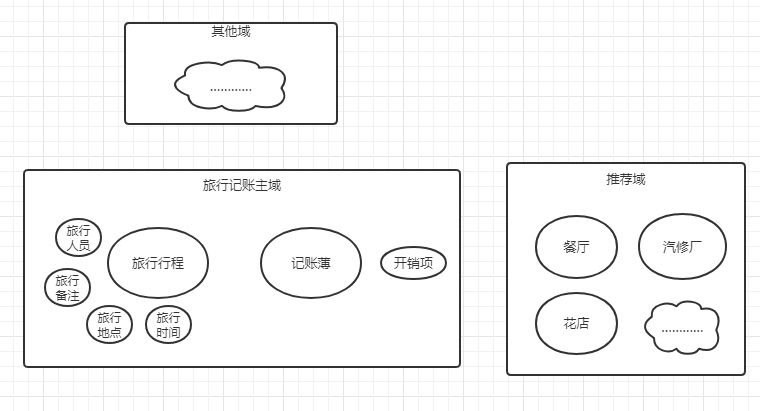 其他域
............
旅行记账主域
旅行
人员
旅行行程
记账薄
开销项
旅行
备注
旅行
地点
旅行
时间
推荐域
餐厅
汽修厂
花店
............